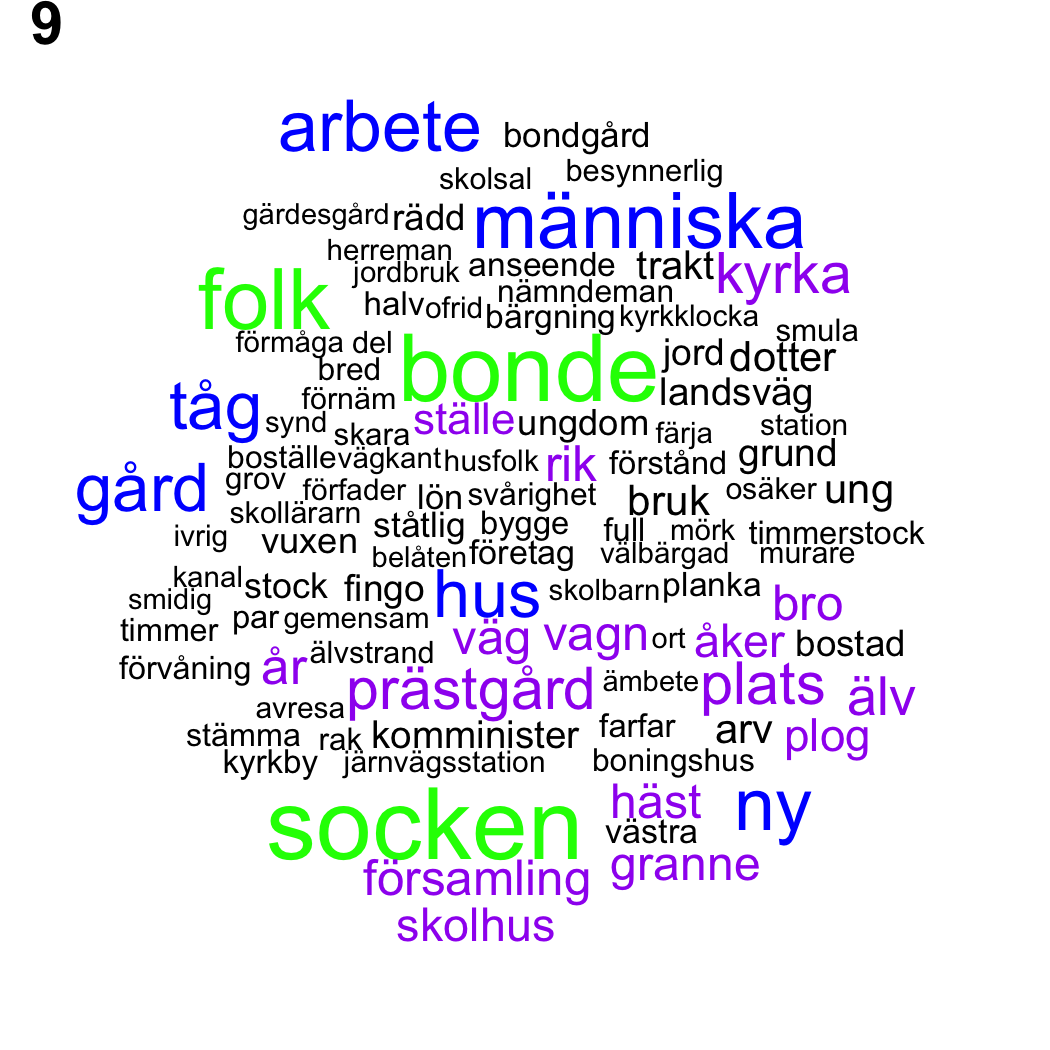 9
arbete bondgård
skolsal besynnerlig
gärdesgård rädd människa
herreman
jordbruk anseende trakt kyrka
folk halv ofrid nämndeman
bärgning kyrkklocka
smula
förmåga del bonde jord dotter
bred
tåg förnäm landsväg
synd skara ställe ungdom färja station
boställe vägkant husfolk rik förstånd grund
gård grov förfader lön svårighet bruk osäker ung
skollärarn ståtlig bygge full mörk timmerstock
ivrig vuxen belåten företag välbärgad murare
kanal stock fingo hus skolbarn planka
smidig bro
timmer par gemensam väg vagn ort åker bostad
förvåning år älvstrand
prästgård ämbete plats älv
avresa
stämma rak komminister farfar arv plog
kyrkby järnvägsstation boningshus
socken häst ny
västra
församling granne
skolhus